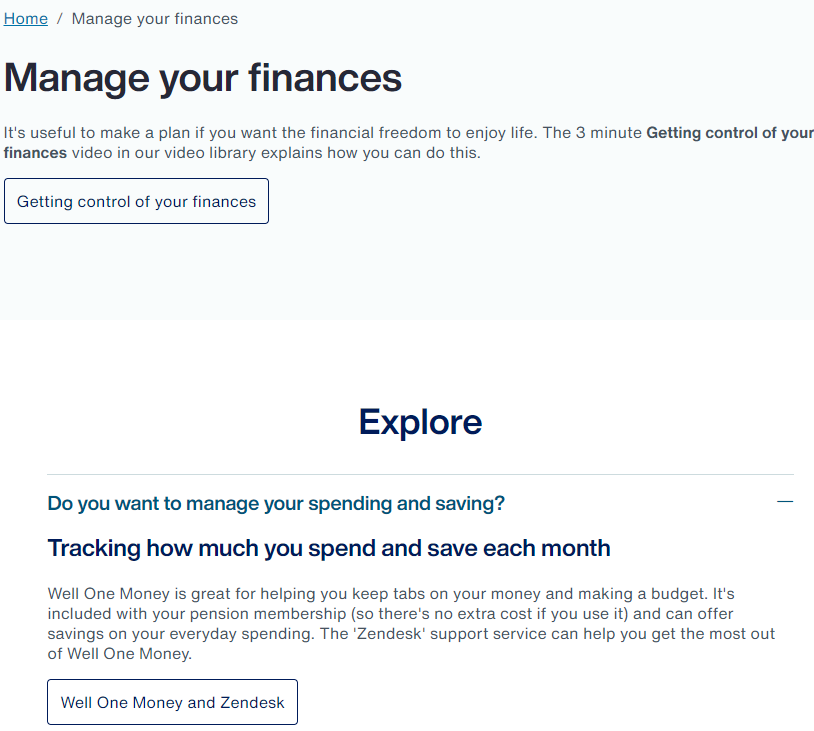 Home / Manage your finances
Manage your finances
It's useful to make a plan if you want the financial freedom to enjoy life. The 3 minute Getting control of your
finances video in our video library explains how you can do this.
Getting control of your finances
Explore
Do you want to manage your spending and saving?
Tracking how much you spend and save each month
Well One Money is great for helping you keep tabs on your money and making a budget. It's
included with your pension membership (so there's no extra cost if you use it) and can offer
savings on your everyday spending. The 'Zendesk' support service can help you get the most out
of Well One Money.
Well One Money and Zendesk